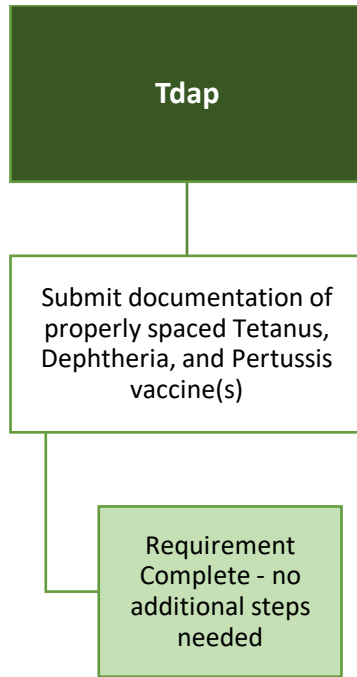 Tdap
Submit documentation of
properly spaced Tetanus,
Dephtheria, and Pertussis
vaccine(s)
Requirement
Complete - no
additional steps
needed